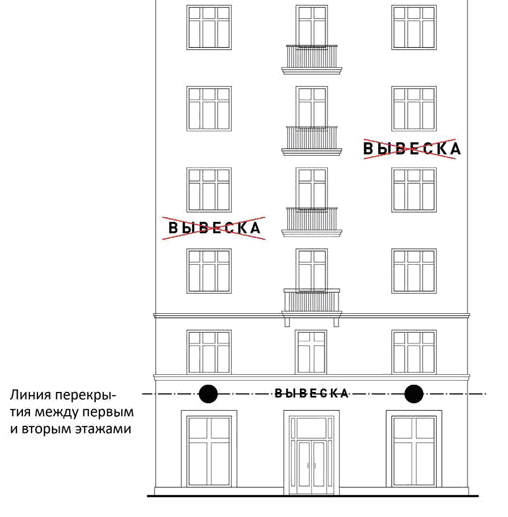 ВЫВЕСКА
ВЫВЕСКА
Линия перекры-
тия между первым
и вторым этажами
ВЫВЕСКА